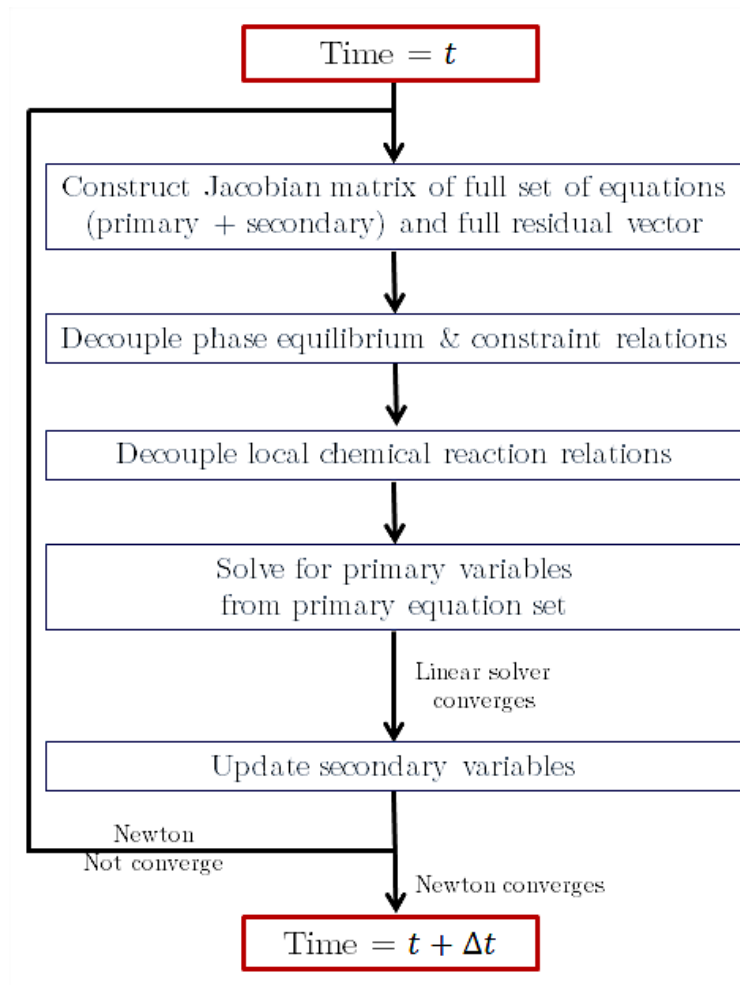 Time = t
Construct Jacobian matrix of full set of equations
(primary + secondary) and full residual vector
Decouple phase equilibrium & constraint relations
Decouple local chemical reaction relations
Solve for primary variables
from primary equation set
Linear solver
converges
Update secondary variables
Newton
Not converge
Newton converges
Time = t + Δt